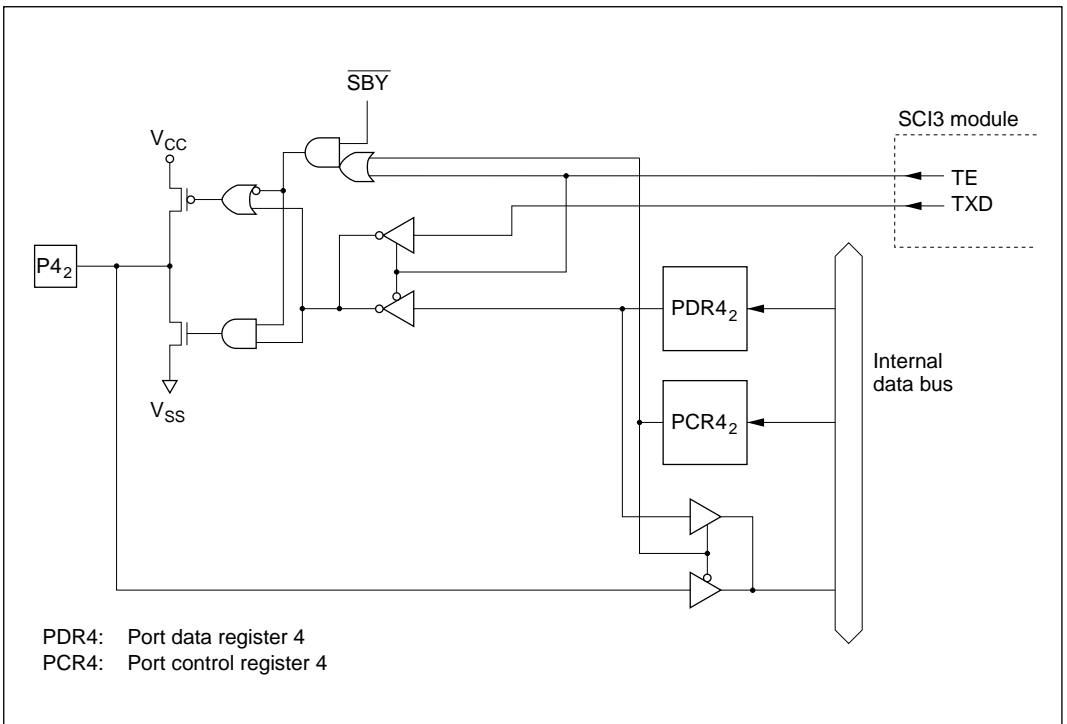 SBY
SCI3 module
VCC
TE
TXD
P42
PDR42
Internal
data bus
PCR42
VSS
PDR4: Port data register 4
PCR4: Port control register 4